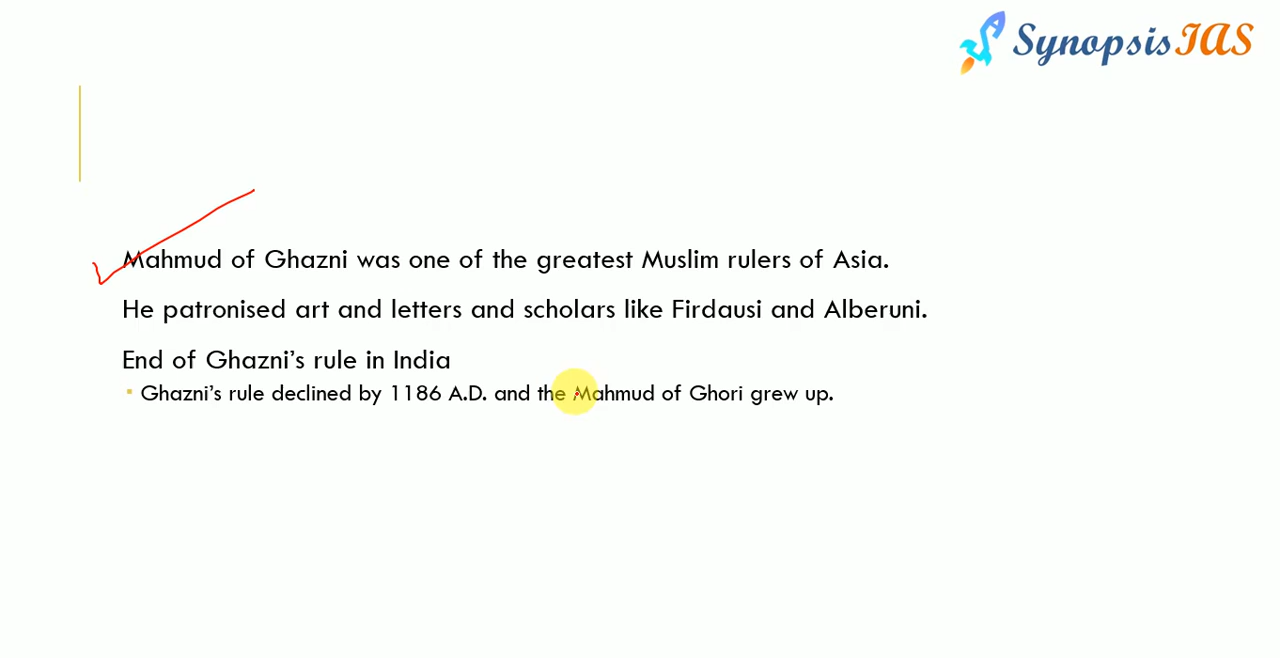 SynopsisIAS
Mahmud of Ghazni was one of the greatest Muslim rulers of Asia.
He patronised art and letters and scholars like Firdausi and Alberuni.
End of Ghazni’s rule in India
Ghazni’s rule declined by 1186 A.D. and the Mahmud of Ghori grew up.